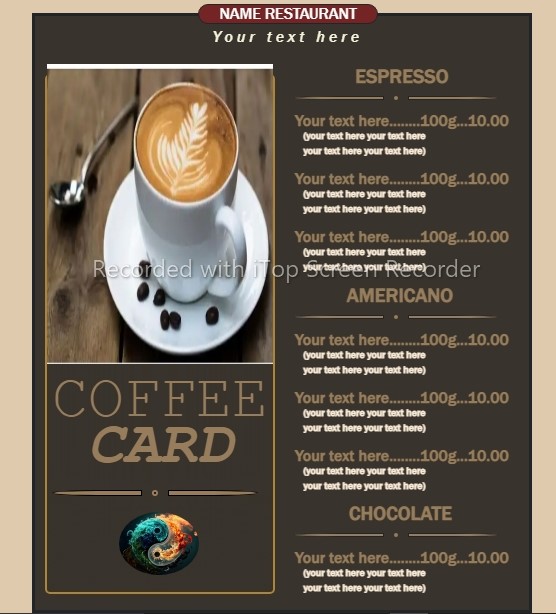 NAME RESTAURANT
Your text here
ESPRESSO
Your text here........100g...10.00
(your text here your text here
your text here your text here)
Your text here........100g...10.00
(your text here your text here
your text here your text here)
Your text here........100g...10.00
(your text here your text here
your text here your text here)
Recorded with iTop Screen Recorder
AMERICANO
Your text here........100g...10.00
(your text here your text here
your text here your text here)
Your text here........100g...10.00
(your text here your text here
your text here your text here)
Your text here........100g...10.00
(your text here your text here
your text here your text here)
CHOCOLATE
Your text here........100g...10.00
(your text here your text here
your text here your text here)
COFFEE
CARD